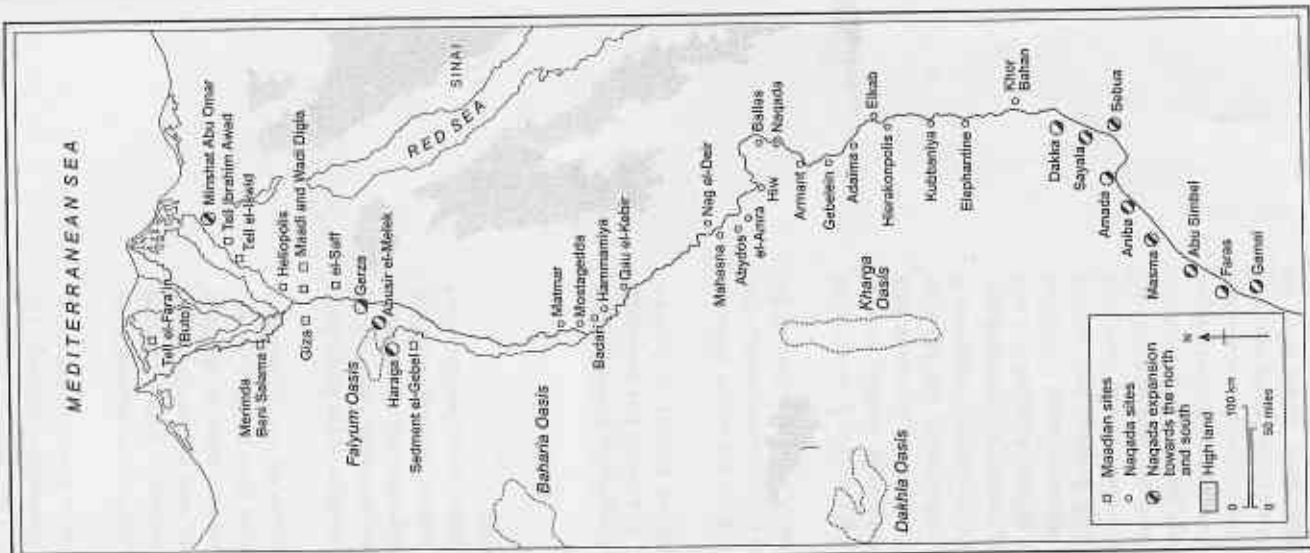 MEDITERRANEAN SEA
Tell el-Fara'in
(Buto)
Minshat Abu Omar
Tell Ibrahim Awad
Tell el-Iswid
SINAI
RED SEA
Merimda
Beni Salama
Heliopolis
Maadi and Wadi Digla
Giza
el-Saff
Gerza
Faiyum Oasis
Abusir el-Melek
Haraga
Sedment el-Gebel
Baharia Oasis
Matmar
Mostagedda
Badari
Hammamiya
Qau el-Kebir
Nag el-Deir
Mahasna
Abydos
el-Amra
Hiw
Ballas
Naqada
Armant
Gebelein
Adaima
Elkab
Hierakonpolis
Kubbaniya
Elephantine
Kharga
Oasis
Dakhla Oasis
Khor
Bahan
Dakka
Sayala
Sebua
Amada
Aniba
Masma
Abu Simbel
Faras
Gamai
Maadian sites
Naqada sites
Naqada expansion
towards the north
and south
High land
N
0 100 km
0 50 miles